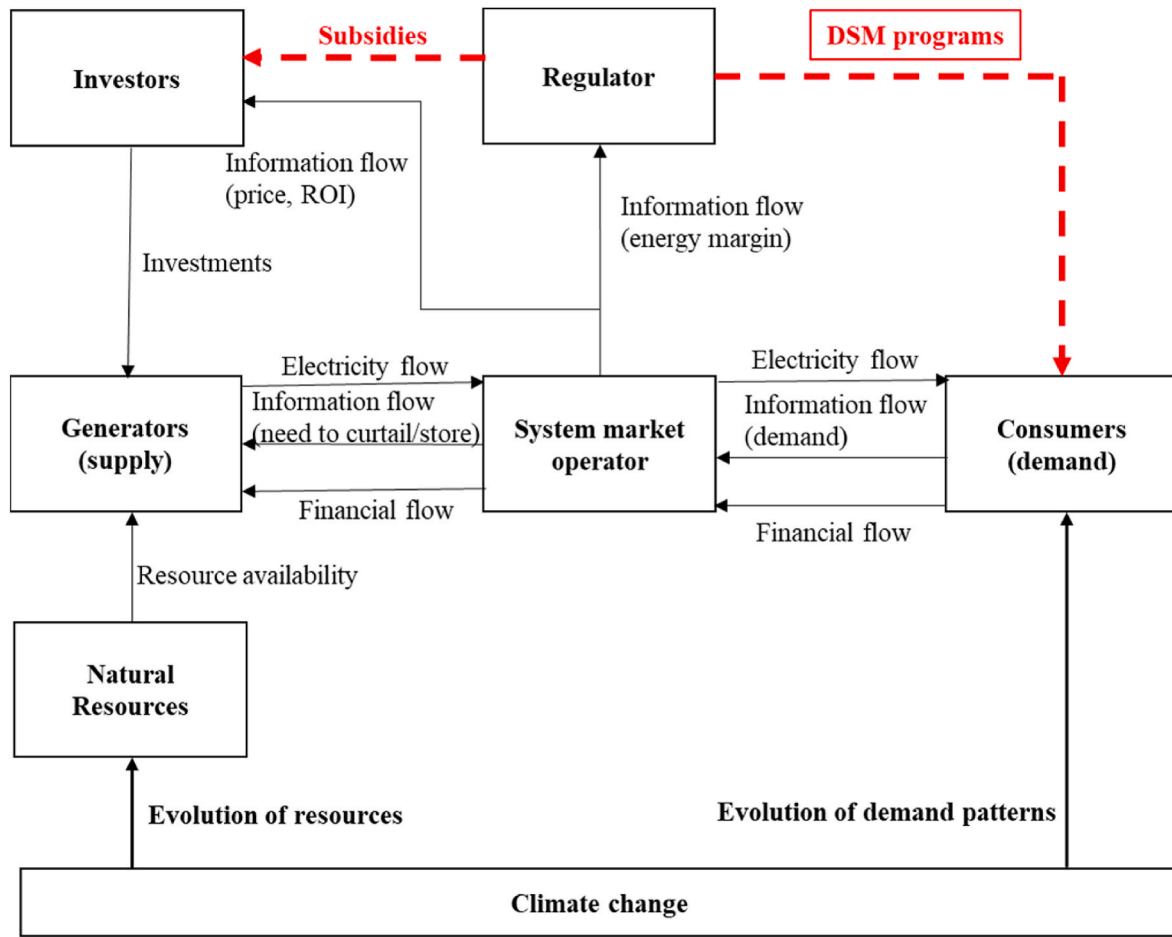 Subsidies
DSM programs
Investors
Regulator
Information flow
(price, ROI)
Information flow
(energy margin)
Investments
Electricity flow
Electricity flow
Generators
(supply)
Information flow
(need to curtail/store)
System market
operator
Information flow
(demand)
Consumers
(demand)
Financial flow
Financial flow
Resource availability
Natural
Resources
Evolution of resources
Evolution of demand patterns
Climate change